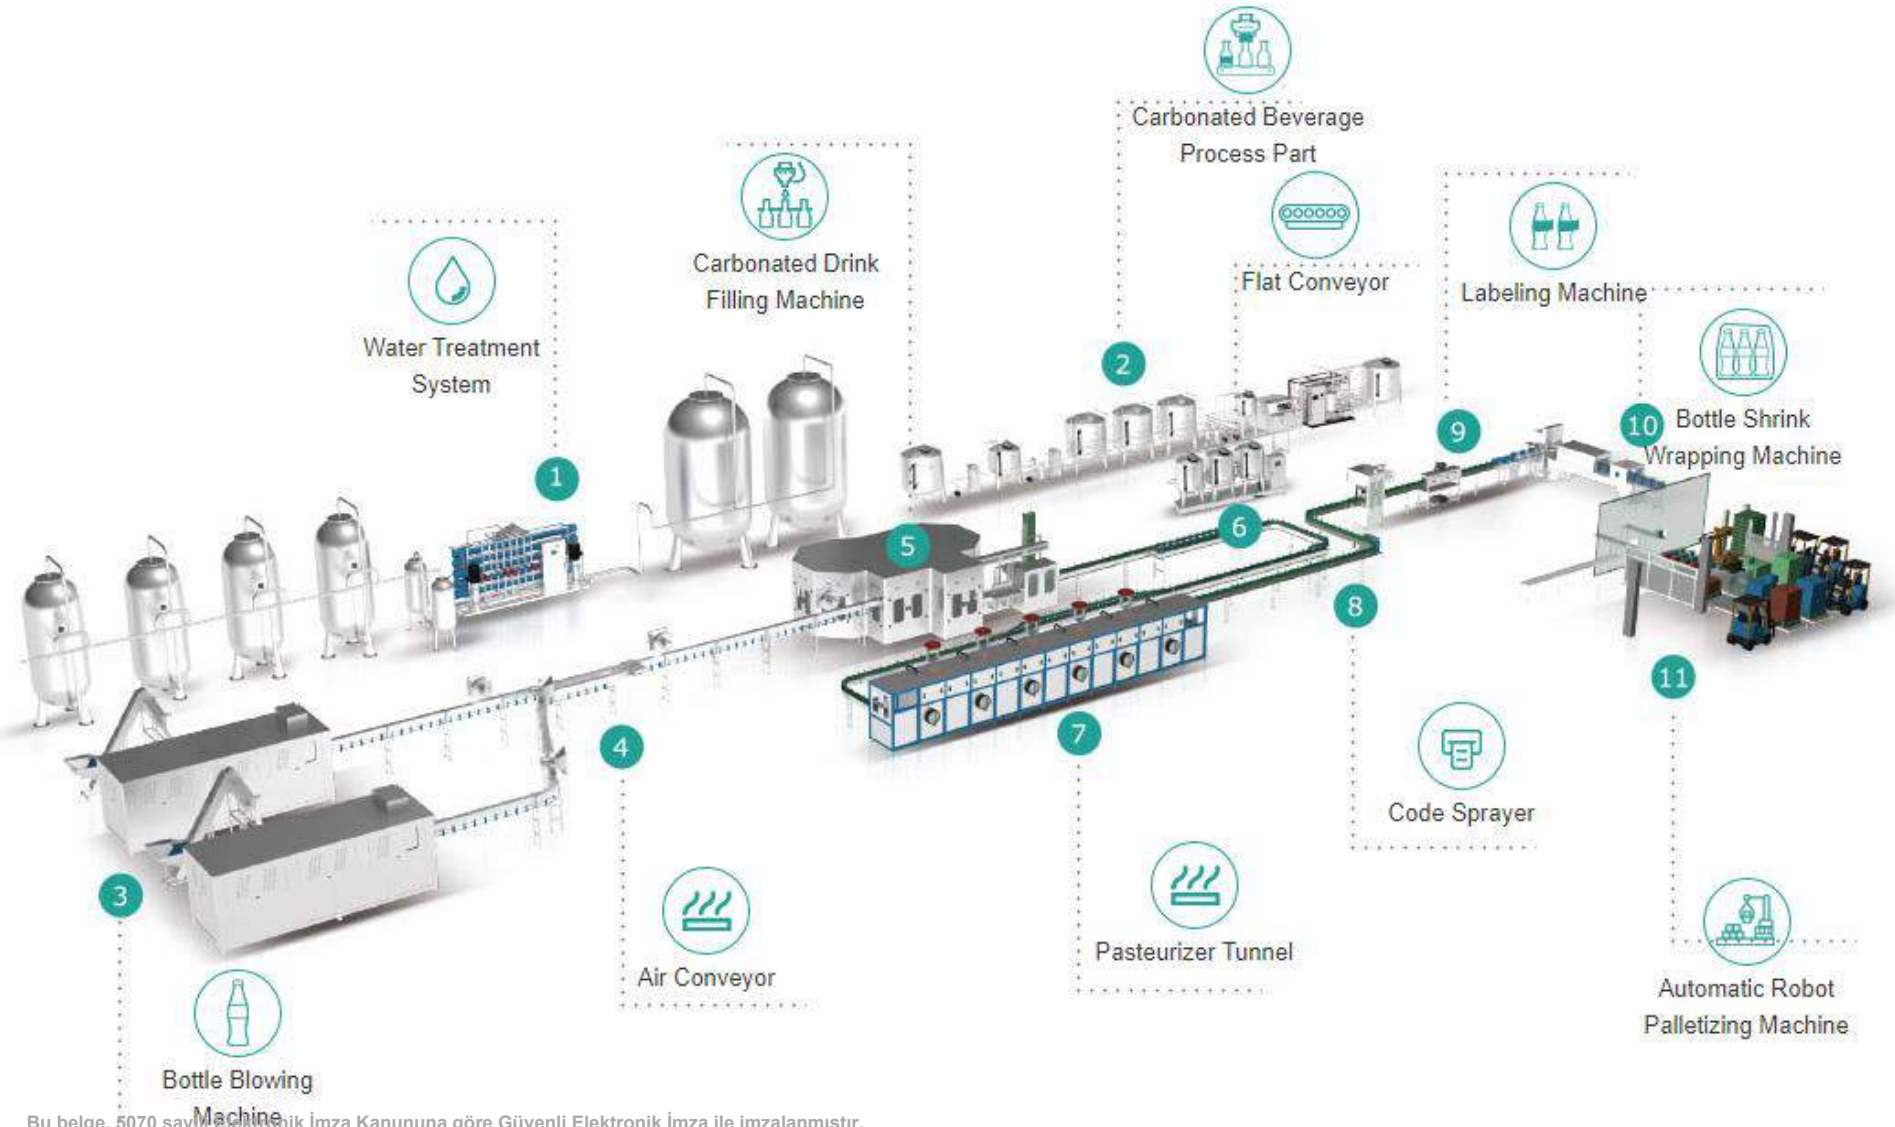 Carbonated Beverage
Process Part
Carbonated Drink
Filling Machine
Flat Conveyor
Labeling Machine
Water Treatment
System
Bottle Shrink
Wrapping Machine
2
9
10
1
5
6
8
11
4
7
3
Code Sprayer
Pasteurizer Tunnel
Air Conveyor
Automatic Robot
Palletizing Machine
Bottle Blowing
Machine
Bu belge, 5070 sayılı Elektronik İmza Kanununa göre Güvenli Elektronik İmza ile imzalanmıştır.